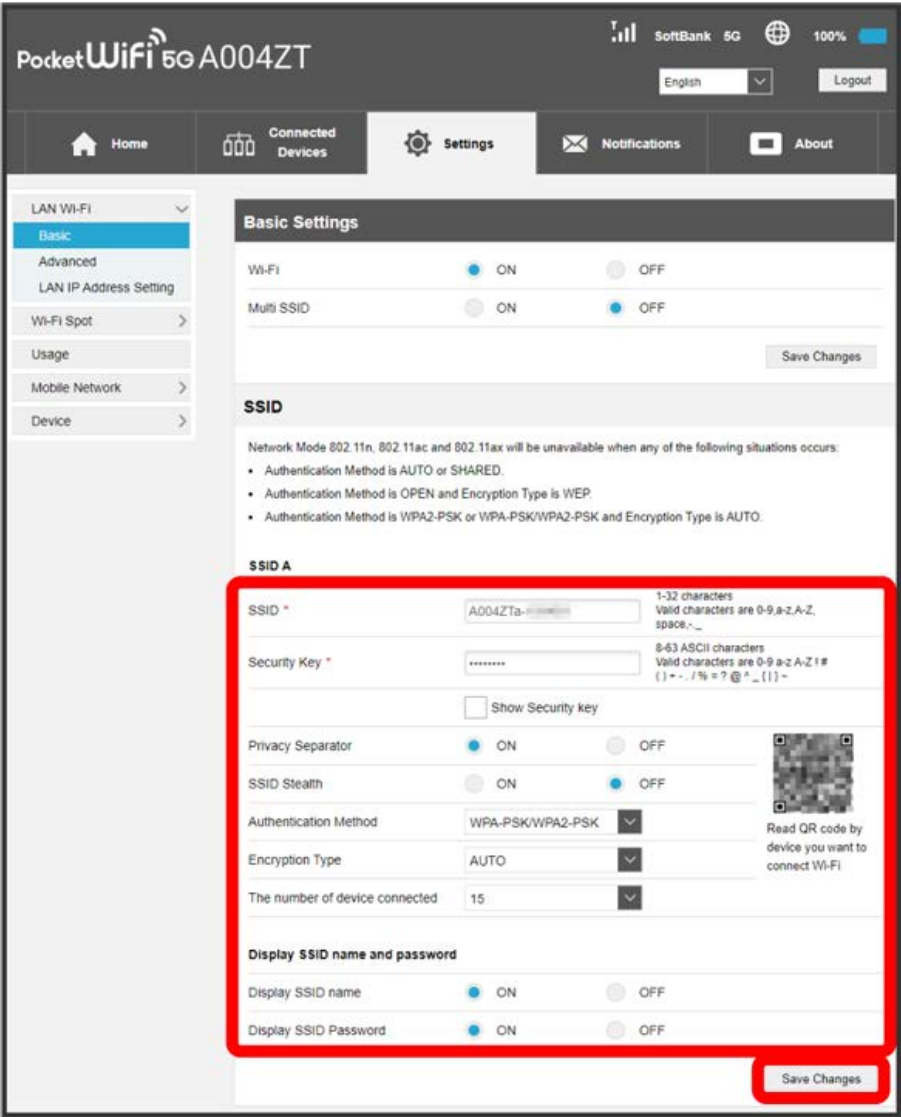 PocketWiFi 5G A004ZT
SoftBank 5G
100%
English
Logout
Home
Connected
Devices
Settings
Notifications
About
LAN Wi-Fi
Basic
Advanced
LAN IP Address Setting
Wi-Fi Spot
Usage
Mobile Network
Device
Basic Settings
Wi-Fi ON OFF
Multi SSID ON OFF
Save Changes
SSID
Network Mode 802.11n, 802.11ac and 802.11ax will be unavailable when any of the following situations occurs:
• Authentication Method is AUTO or SHARED.
• Authentication Method is OPEN and Encryption Type is WEP.
• Authentication Method is WPA2-PSK or WPA-PSK/WPA2-PSK and Encryption Type is AUTO.
SSID A
SSID * A004ZTa-
1-32 characters
Valid characters are 0-9,a-z,A-Z,
space,-._
Security Key * ••••••••
8-63 ASCII characters
Valid characters are 0-9 a-z A-Z ! #
( ) + - . / % = ? @ ^ _ { | } ~
Show Security key
Privacy Separator ON OFF
SSID Stealth ON OFF
Authentication Method WPA-PSK/WPA2-PSK
Encryption Type AUTO
The number of device connected 15
Read QR code by
device you want to
connect Wi-Fi
Display SSID name and password
Display SSID name ON OFF
Display SSID Password ON OFF
Save Changes